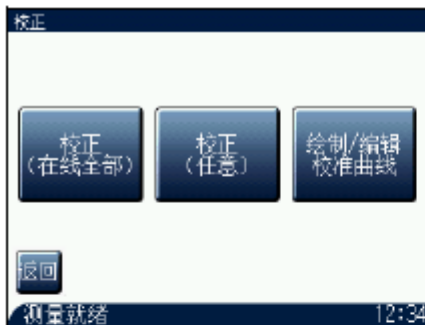 校正
校正
(在线全部)
校正
(任意)
绘制/编辑
校准曲线
返回
测量就绪
12:34